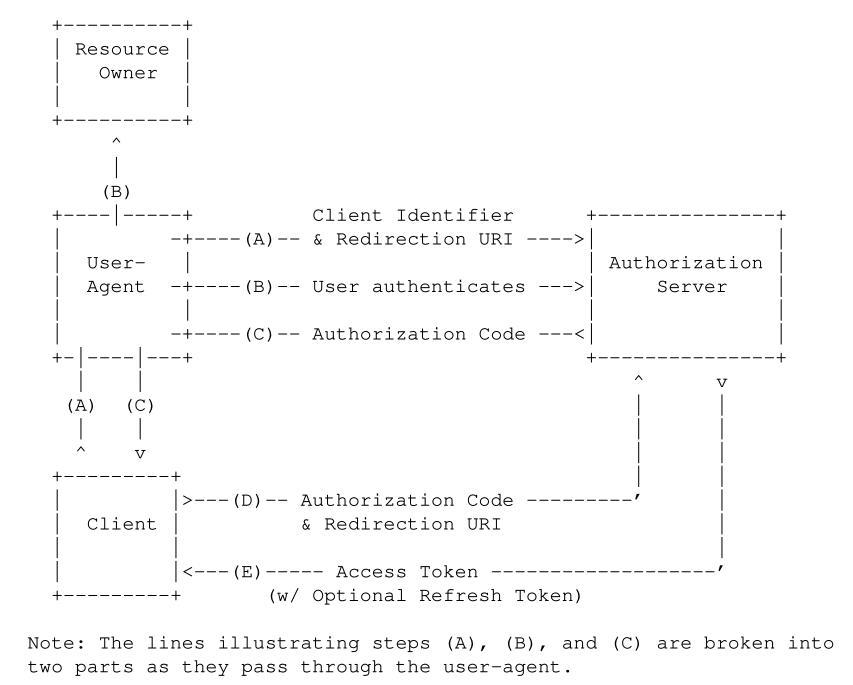 Resource
Owner
(B)
Client Identifier
(A) & Redirection URI
User-
Agent
Authorization
Server
(B) User authenticates
(C) Authorization Code
(A) (C)
Client
(D) Authorization Code
& Redirection URI
(E) Access Token
(w/ Optional Refresh Token)
Note: The lines illustrating steps (A), (B), and (C) are broken into
two parts as they pass through the user-agent.